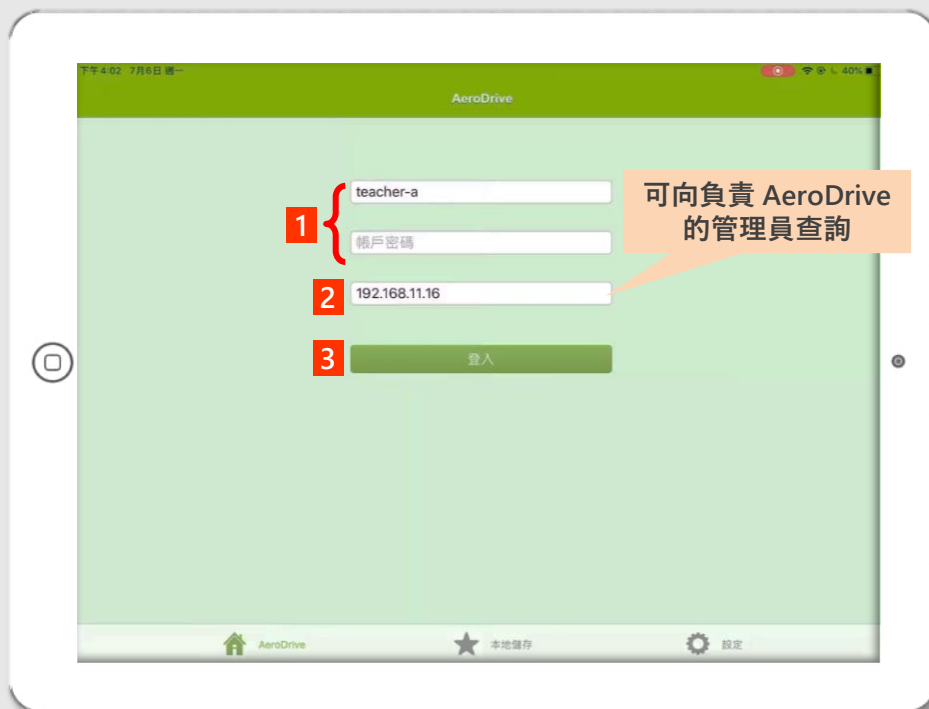 下午4:02 7月6日 週一
40%
AeroDrive
teacher-a
可向負責 AeroDrive
的管理員查詢
1
帳戶密碼
2
192.168.11.16
3
登入
AeroDrive
本地儲存
設定